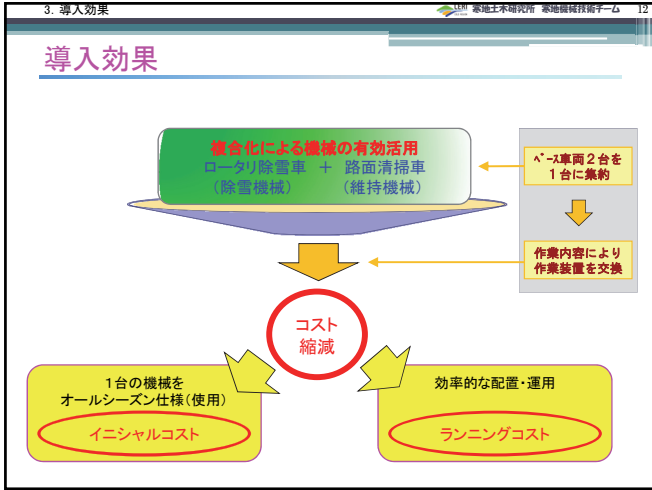 3. 導入効果
CERI 寒地土木研究所 寒地機械技術チーム 12
導入効果
複合化による機械の有効活用
ロータリ除雪車 + 路面清掃車
(除雪機械) (維持機械)
ベース車両2台を
1台に集約
作業内容により
作業装置を交換
コスト
縮減
1台の機械を
オールシーズン仕様(使用)
イニシャルコスト
効率的な配置・運用
ランニングコスト